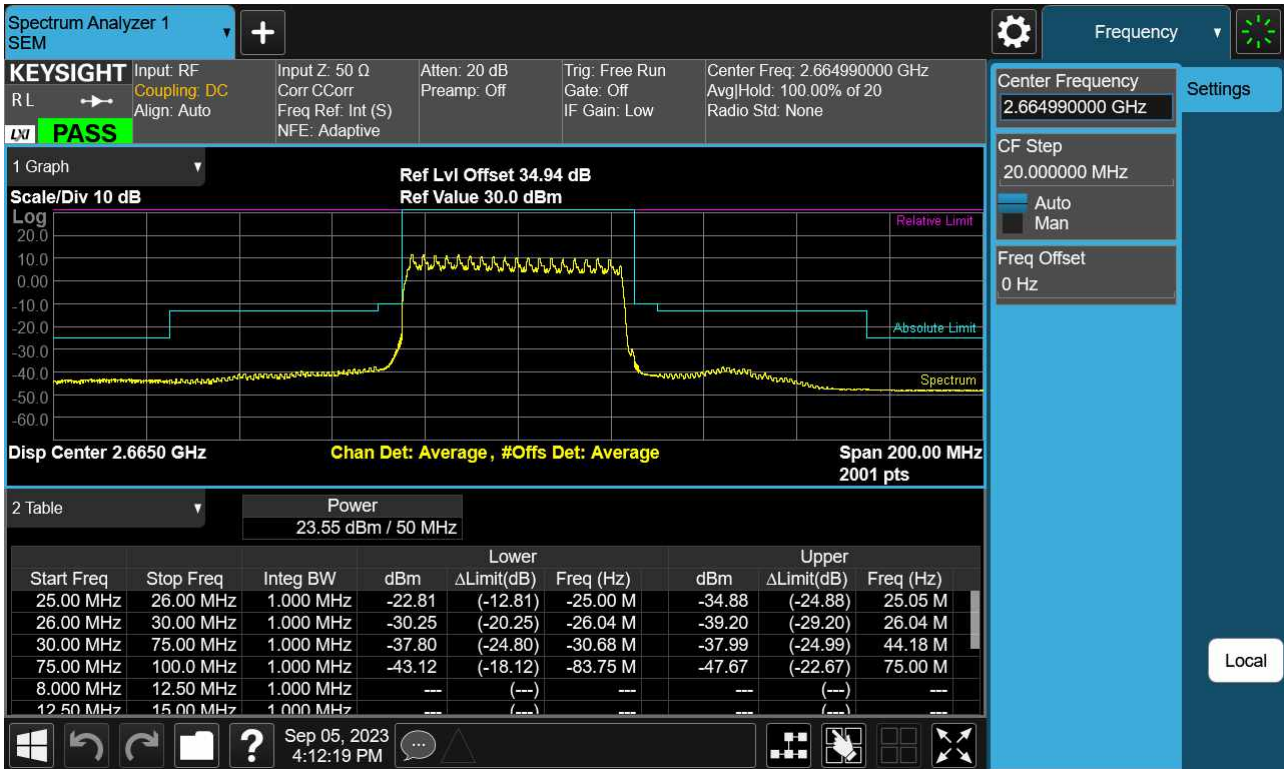 Spectrum Analyzer 1
SEM
+
Frequency
KEYSIGHT
R L
LXI
PASS
Input: RF
Coupling: DC
Align: Auto
Input Z: 50 Ω
Corr CCorr
Freq Ref: Int (S)
NFE: Adaptive
Atten: 20 dB
Preamp: Off
Trig: Free Run
Gate: Off
IF Gain: Low
Center Freq: 2.664990000 GHz
Avg|Hold: 100.00% of 20
Radio Std: None
Center Frequency
2.664990000 GHz
Settings
CF Step
20.000000 MHz
Auto
Man
Freq Offset
0 Hz
1 Graph
Scale/Div 10 dB
Ref Lvl Offset 34.94 dB
Ref Value 30.0 dBm
Log
20.0
10.0
0.00
-10.0
-20.0
-30.0
-40.0
-50.0
-60.0
Relative Limit
Absolute Limit
Spectrum
Disp Center 2.6650 GHz
Chan Det: Average, #Offs Det: Average
Span 200.00 MHz
2001 pts
2 Table
Power
23.55 dBm / 50 MHz
Lower Upper
Start Freq Stop Freq Integ BW dBm ΔLimit(dB) Freq (Hz) dBm ΔLimit(dB) Freq (Hz)
25.00 MHz 26.00 MHz 1.000 MHz -22.81 (-12.81) -25.00 M -34.88 (-24.88) 25.05 M
26.00 MHz 30.00 MHz 1.000 MHz -30.25 (-20.25) -26.04 M -39.20 (-29.20) 26.04 M
30.00 MHz 75.00 MHz 1.000 MHz -37.80 (-24.80) -30.68 M -37.99 (-24.99) 44.18 M
75.00 MHz 100.0 MHz 1.000 MHz -43.12 (-18.12) -83.75 M -47.67 (-22.67) 75.00 M
8.000 MHz 12.50 MHz 1.000 MHz --- (---) --- --- (---) ---
12.50 MHz 15.00 MHz 1.000 MHz --- (---) --- --- (---) ---
Local
?
Sep 05, 2023
4:12:19 PM